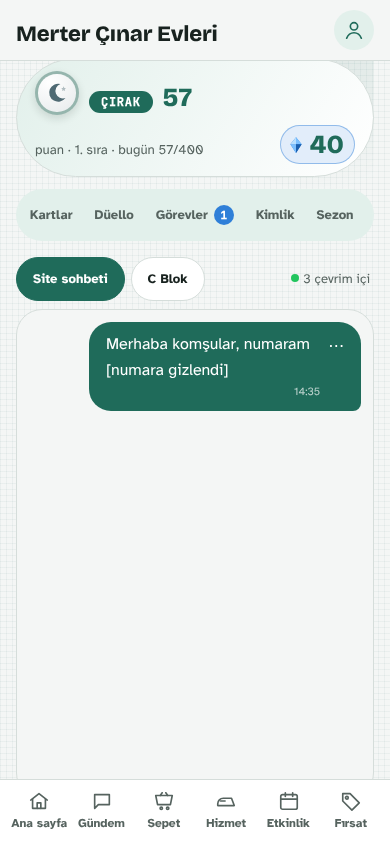 Merter Çınar Evleri
ÇIRAK 57
puan · 1. sıra · bugün 57/400
40
Kartlar Düello Görevler 1 Kimlik Sezon
Site sohbeti C Blok 3 çevrim içi
Merhaba komşular, numaram ...
[numara gizlendi]
14:35
Ana sayfa Gündem Sepet Hizmet Etkinlik Fırsat